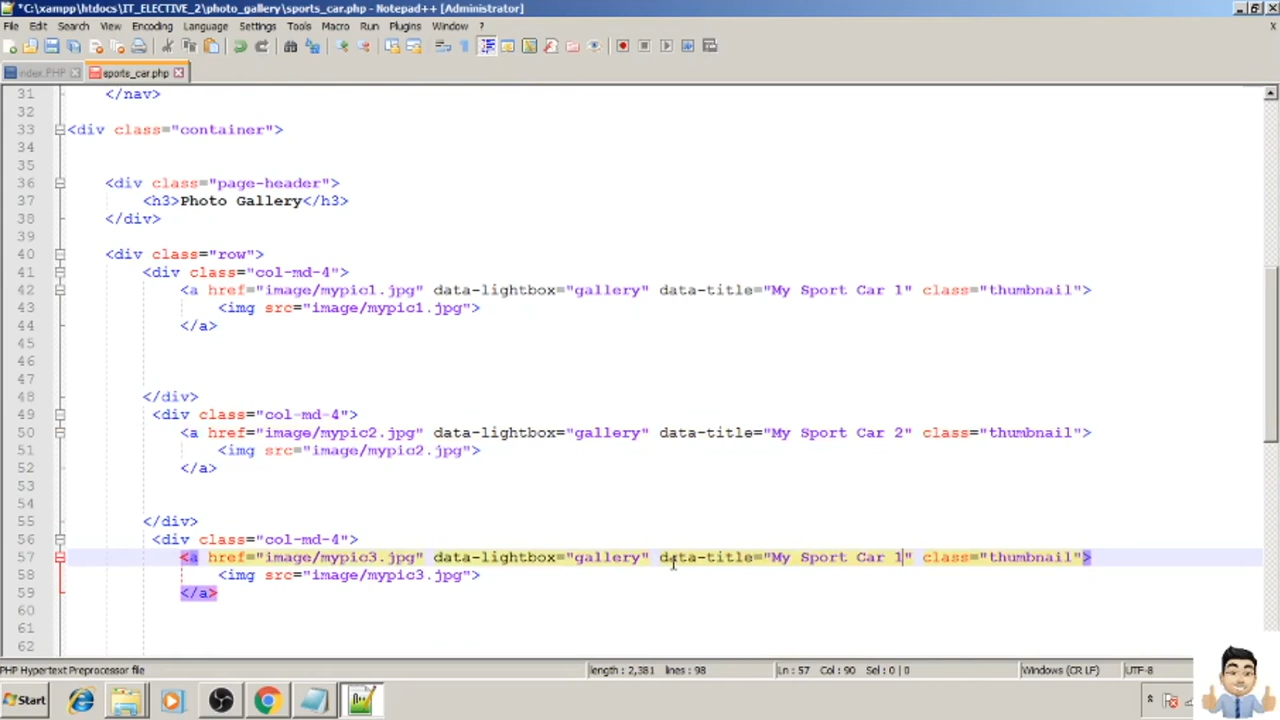 *C:\xampp\htdocs\IT_ELECTIVE_2\photo_gallery\sports_car.php - Notepad++ [Administrator]
File Edit Search View Encoding Language Settings Tools Macro Run Plugins Window ? X
index.PHP sports_car.php
31 </nav>
32
33 <div class="container">
34
35
36 <div class="page-header">
37 <h3>Photo Gallery</h3>
38 </div>
39
40 <div class="row">
41 <div class="col-md-4">
42 <a href="image/mypic1.jpg" data-lightbox="gallery" data-title="My Sport Car 1" class="thumbnail">
43 <img src="image/mypic1.jpg">
44 </a>
45
46
47
48 </div>
49 <div class="col-md-4">
50 <a href="image/mypic2.jpg" data-lightbox="gallery" data-title="My Sport Car 2" class="thumbnail">
51 <img src="image/mypic2.jpg">
52 </a>
53
54
55 </div>
56 <div class="col-md-4">
57 <a href="image/mypic3.jpg" data-lightbox="gallery" data-title="My Sport Car 1" class="thumbnail">
58 <img src="image/mypic3.jpg">
59 </a>
60
61
62
PHP Hypertext Preprocessor file length : 2,381 lines : 98 Ln : 57 Col : 90 Sel : 0 | 0 Windows (CR LF) UTF-8
Start